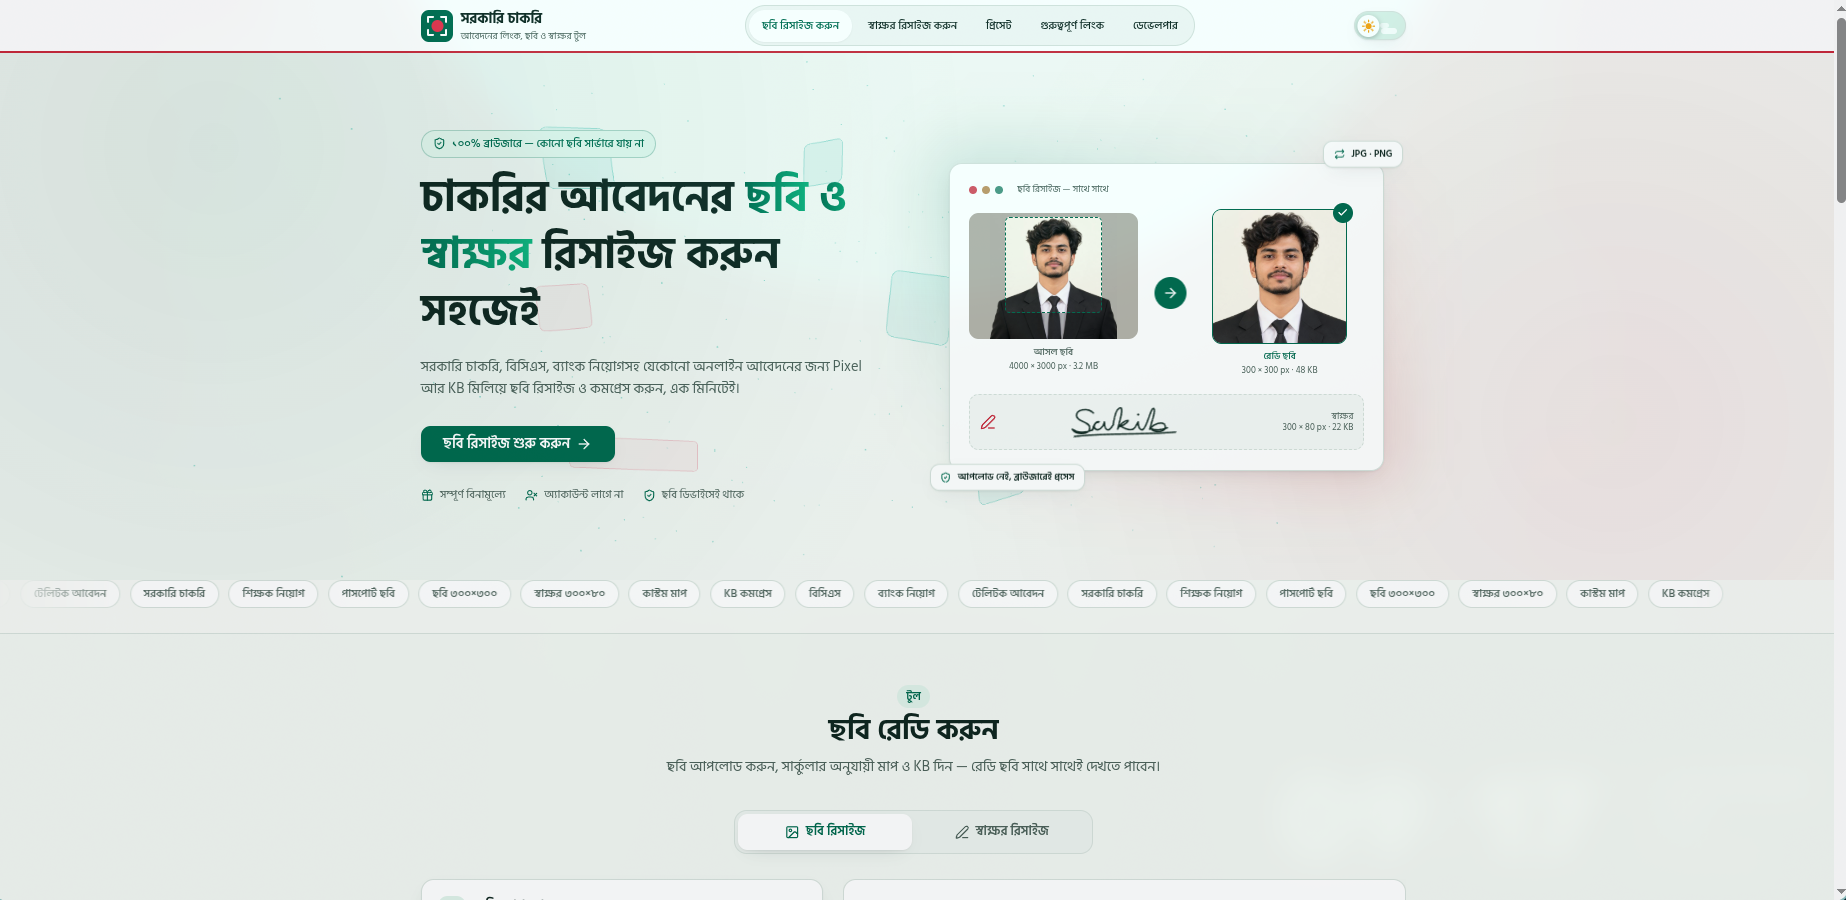 সরকারি চাকরি
আবেদনের লিংক, ছবি ও স্বাক্ষর টুল
ছবি রিসাইজ করুন
স্বাক্ষর রিসাইজ করুন
প্রিসেট
গুরুত্বপূর্ণ লিংক
ডেভেলপার
১০০% ব্রাউজারে — কোনো ছবি সার্ভারে যায় না
চাকরির আবেদনের ছবি ও
স্বাক্ষর রিসাইজ করুন
সহজেই
সরকারি চাকরি, বিসিএস, ব্যাংক নিয়োগসহ যেকোনো অনলাইন আবেদনের জন্য Pixel
আর KB মিলিয়ে ছবি রিসাইজ ও কমপ্রেস করুন, এক মিনিটেই।
ছবি রিসাইজ শুরু করুন
সম্পূর্ণ বিনামূল্যে
অ্যাকাউন্ট লাগে না
ছবি ডিভাইসেই থাকে
JPG · PNG
ছবি রিসাইজ — সাথে সাথে
আসল ছবি
4000 × 3000 px · 3.2 MB
রেডি ছবি
300 × 300 px · 48 KB
Sakib
স্বাক্ষর
300 × 80 px · 22 KB
আপলোড নেই, ব্রাউজারেই প্রসেস
টেলিটক আবেদন
সরকারি চাকরি
শিক্ষক নিয়োগ
পাসপোর্ট ছবি
ছবি ৩০০×৩০০
স্বাক্ষর ৩০০×৮০
কাস্টম মাপ
KB কমপ্রেস
বিসিএস
ব্যাংক নিয়োগ
টেলিটক আবেদন
সরকারি চাকরি
শিক্ষক নিয়োগ
পাসপোর্ট ছবি
ছবি ৩০০×৩০০
স্বাক্ষর ৩০০×৮০
কাস্টম মাপ
KB কমপ্রেস
টুল
ছবি রেডি করুন
ছবি আপলোড করুন, সার্কুলার অনুযায়ী মাপ ও KB দিন — রেডি ছবি সাথে সাথেই দেখতে পাবেন।
ছবি রিসাইজ
স্বাক্ষর রিসাইজ